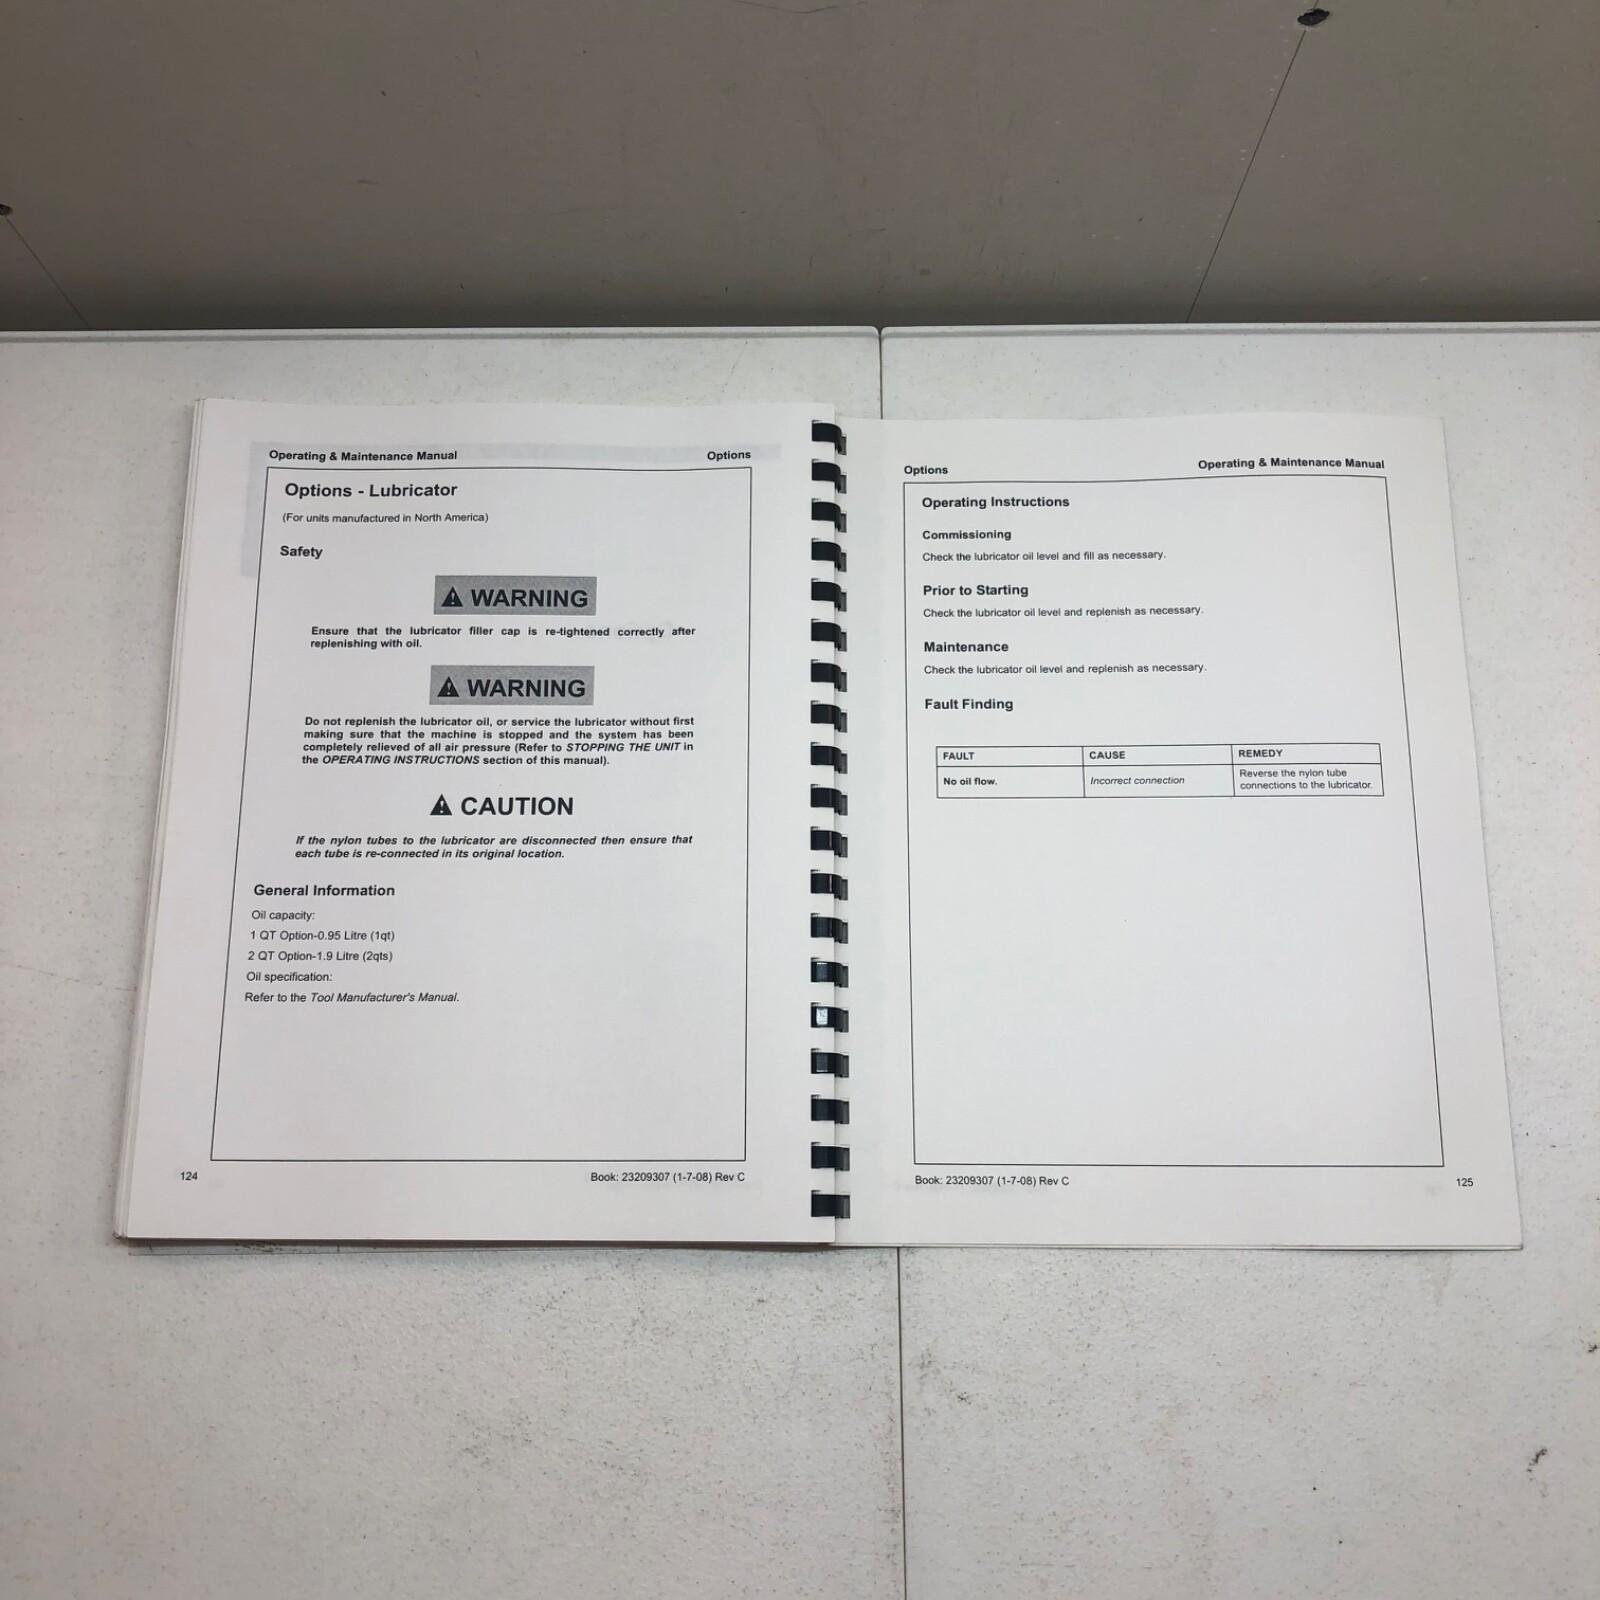 Operating & Maintenance Manual
Options
Options - Lubricator
(For units manufactured in North America)
Safety
WARNING
Ensure that the lubricator filler cap is re-tightened correctly after
replenishing with oil.
WARNING
Do not replenish the lubricator oil, or service the lubricator without first
making sure that the machine is stopped and the system has been
completely relieved of all air pressure (Refer to STOPPING THE UNIT in
the OPERATING INSTRUCTIONS section of this manual).
CAUTION
If the nylon tubes to the lubricator are disconnected then ensure that
each tube is re-connected in its original location.
General Information
Oil capacity:
1 QT Option-0.95 Litre (1qt)
2 QT Option-1.9 Litre (2qts)
Oil specification:
Refer to the Tool Manufacturer's Manual.
124
Book: 23209307 (1-7-08) Rev C
Options
Operating & Maintenance Manual
Operating Instructions
Commissioning
Check the lubricator oil level and fill as necessary.
Prior to Starting
Check the lubricator oil level and replenish as necessary.
Maintenance
Check the lubricator oil level and replenish as necessary.
Fault Finding
FAULT
CAUSE
REMEDY
No oil flow.
Incorrect connection
Reverse the nylon tube
connections to the lubricator.
Book: 23209307 (1-7-08) Rev C
125